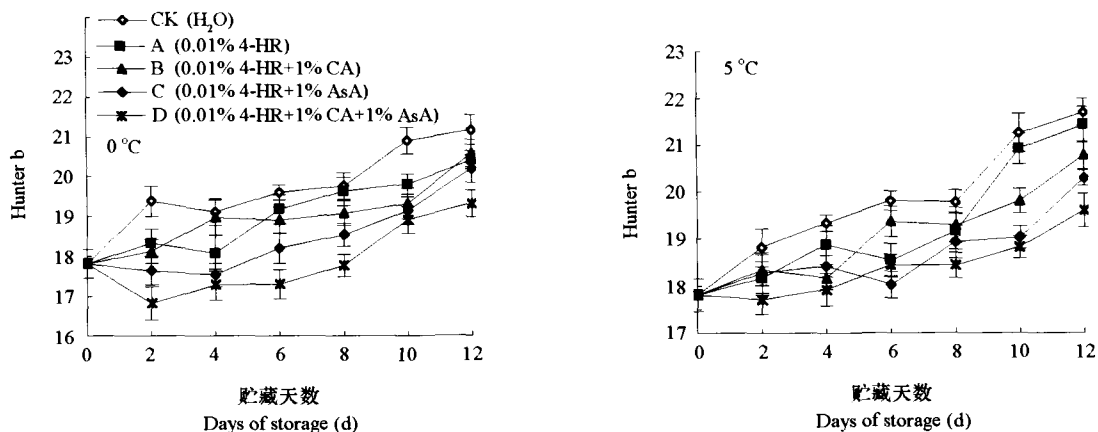 CK (H₂O)
A (0.01% 4-HR)
B (0.01% 4-HR+1% CA)
C (0.01% 4-HR+1% AsA)
D (0.01% 4-HR+1% CA+1% AsA)
0 °C
Hunter b
23
22
21
20
19
18
17
16
0 2 4 6 8 10 12
贮藏天数
Days of storage (d)
5 °C
Hunter b
23
22
21
20
19
18
17
0 2 4 6 8 10 12
贮藏天数
Days of storage (d)